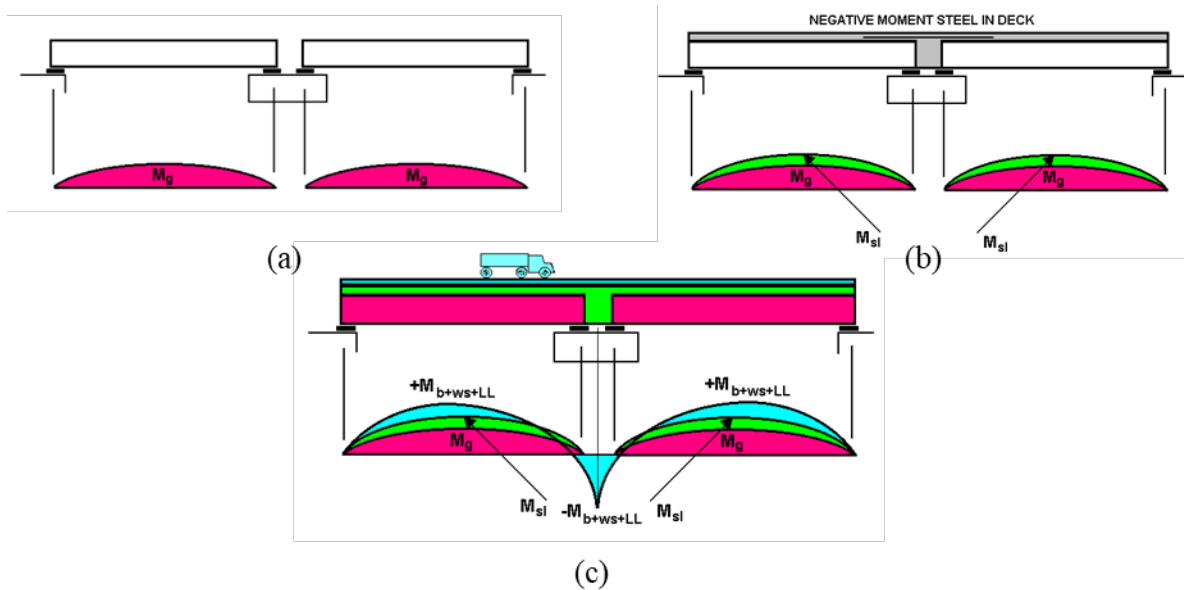 NEGATIVE MOMENT STEEL IN DECK
Mg Mg
Mg Mg
Msl Msl
(a) (b)
+Mb+ws+LL +Mb+ws+LL
Mg Mg
Msl -Mb+ws+LL Msl
(c)